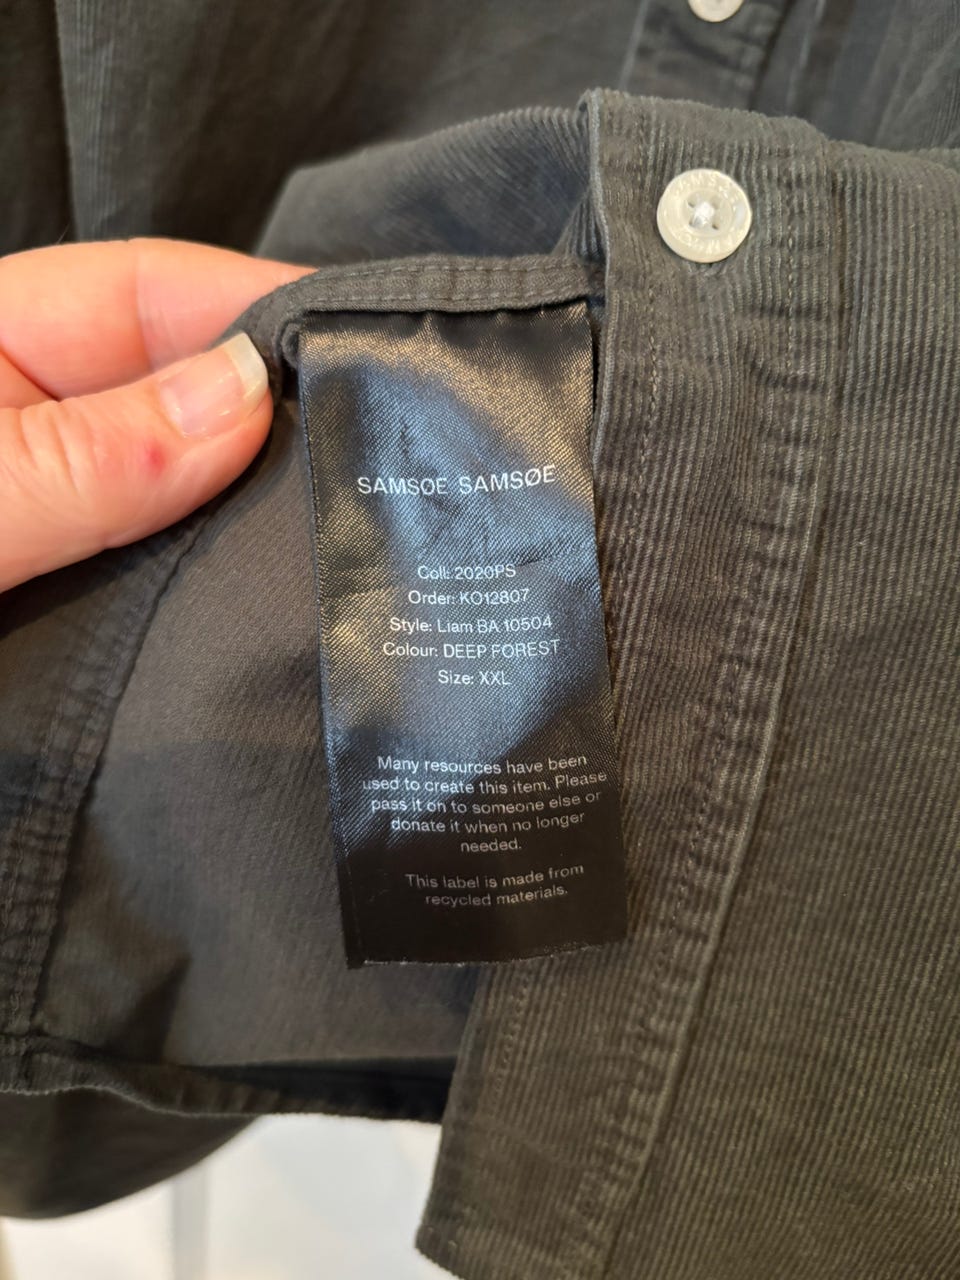 SAMSØE SAMSØE
Coll: 2020PS
Order: KO12807
Style: Liam BA 10504
Colour: DEEP FOREST
Size: XXL
Many resources have been
used to create this item. Please
pass it on to someone else or
donate it when no longer
needed.
This label is made from
recycled materials.